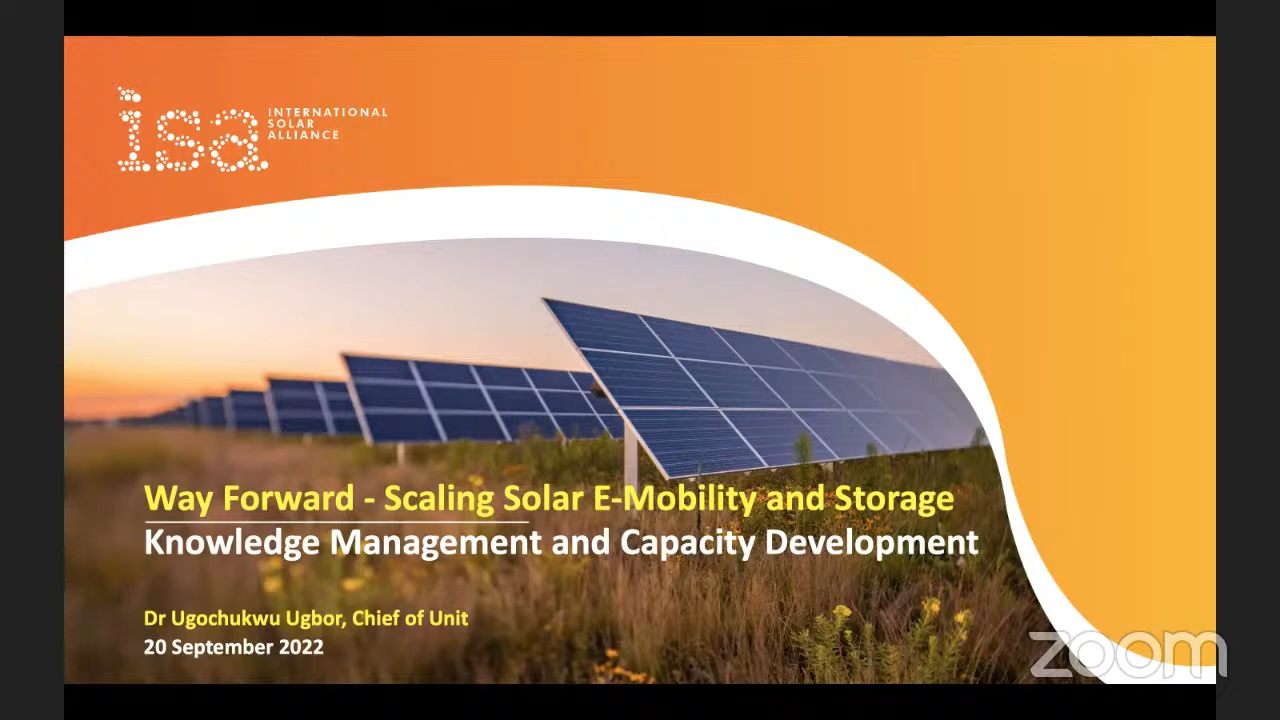 isa
INTERNATIONAL
SOLAR
ALLIANCE
Way Forward - Scaling Solar E-Mobility and Storage
Knowledge Management and Capacity Development
Dr Ugochukwu Ugbor, Chief of Unit
20 September 2022
zoom